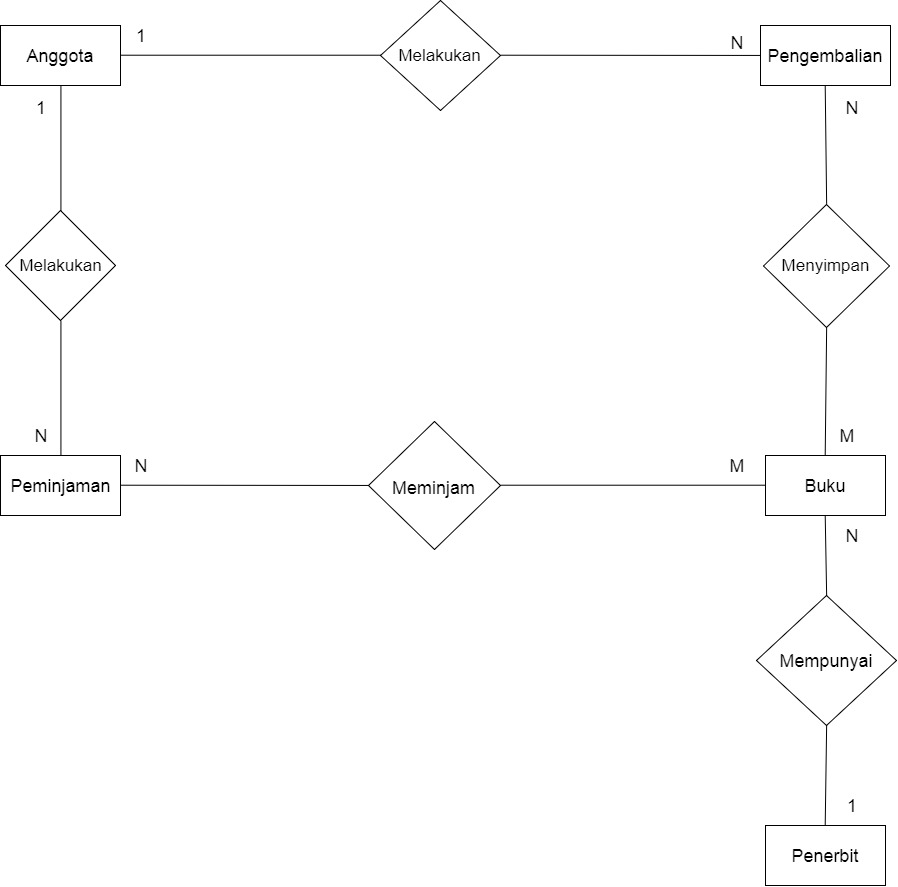 1
N
Anggota
Melakukan
Pengembalian
1
N
Melakukan
Menyimpan
N
M
N
M
Peminjaman
Meminjam
Buku
N
Mempunyai
1
Penerbit